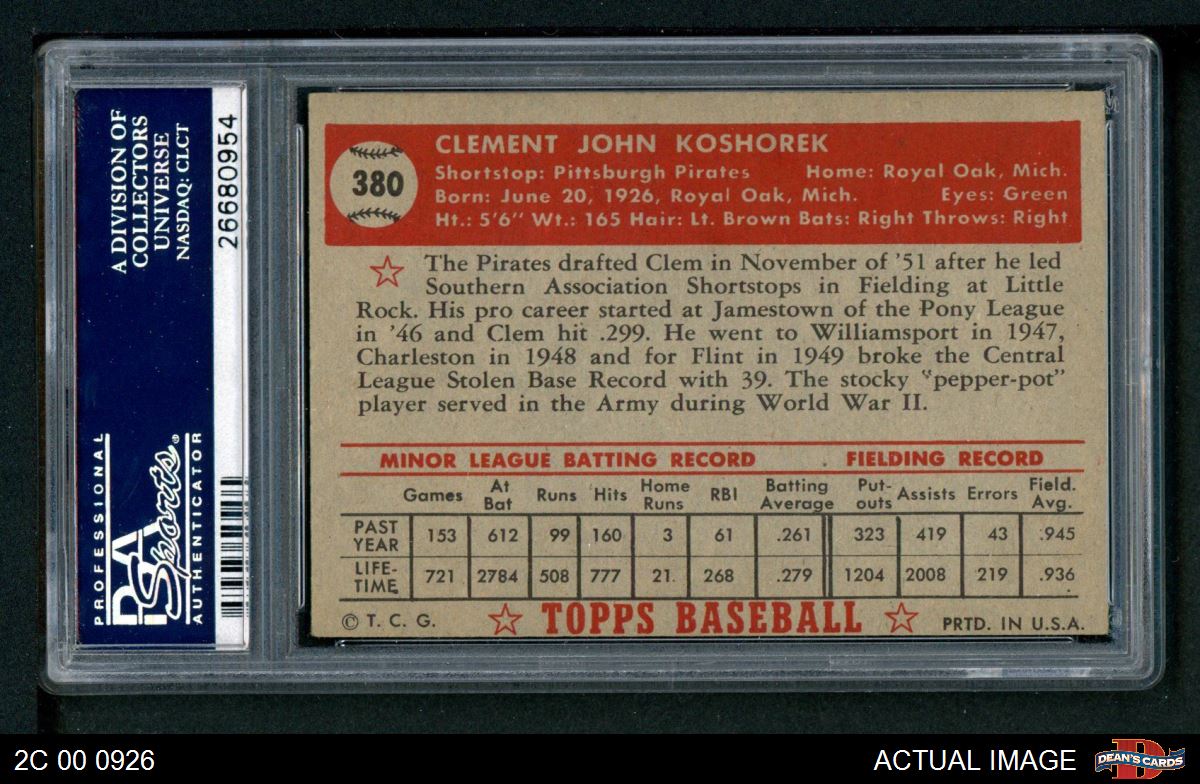 A DIVISION OF
COLLECTORS
UNIVERSE
NASDAQ: CLCT
26680954
PROFESSIONAL
PSA
Sports®
AUTHENTICATOR
380
CLEMENT JOHN KOSHOREK
Shortstop: Pittsburgh Pirates Home: Royal Oak, Mich.
Born: June 20, 1926, Royal Oak, Mich. Eyes: Green
Ht.: 5'6" Wt.: 165 Hair: Lt. Brown Bats: Right Throws: Right
The Pirates drafted Clem in November of '51 after he led
Southern Association Shortstops in Fielding at Little
Rock. His pro career started at Jamestown of the Pony League
in '46 and Clem hit .299. He went to Williamsport in 1947,
Charleston in 1948 and for Flint in 1949 broke the Central
League Stolen Base Record with 39. The stocky "pepper-pot"
player served in the Army during World War II.
MINOR LEAGUE BATTING RECORD FIELDING RECORD
Games At Bat Runs Hits Home Runs RBI Batting Average Put-outs Assists Errors Field. Avg.
PAST YEAR 153 612 99 160 3 61 .261 323 419 43 .945
LIFE-TIME 721 2784 508 777 21 268 .279 1204 2008 219 .936
© T. C. G. TOPPS BASEBALL PRTD. IN U.S.A.
2C 00 0926 ACTUAL IMAGE DEAN'S CARDS